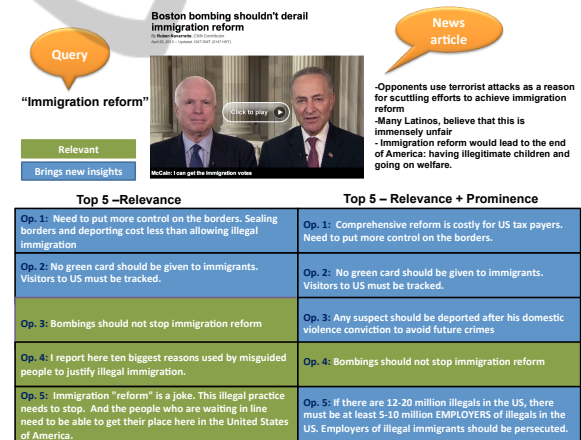 Boston bombing shouldn't derail
immigration reform
By Ruben Navarrette, CNN Contributor
News
article
Query
"Immigration reform"
Click to play
McCain: I can get the immigration votes
-Opponents use terrorist attacks as a reason
for scuttling efforts to achieve immigration
reform
-Many Latinos, believe that this is
immensely unfair
- Immigration reform would lead to the end
of America: having illegitimate children and
going on welfare.
Relevant
Brings new insights
Top 5 –Relevance
Top 5 – Relevance + Prominence
Op. 1: Need to put more control on the borders. Sealing
borders and deporting cost less than allowing illegal
immigration
Op. 1: Comprehensive reform is costly for US tax payers.
Need to put more control on the borders.
Op. 2: No green card should be given to immigrants.
Visitors to US must be tracked.
Op. 2: No green card should be given to immigrants.
Visitors to US must be tracked.
Op. 3: Bombings should not stop immigration reform
Op. 3: Any suspect should be deported after his domestic
violence conviction to avoid future crimes
Op. 4: I report here ten biggest reasons used by misguided
people to justify illegal immigration.
Op. 4: Bombings should not stop immigration reform
Op. 5: Immigration "reform" is a joke. This illegal practice
needs to stop. And the people who are waiting in line
need to be able to get their place here in the United States
of America.
Op. 5: If there are 12-20 million illegals in the US, there
must be at least 5-10 million EMPLOYERS of illegals in the
US. Employers of illegal immigrants should be persecuted.